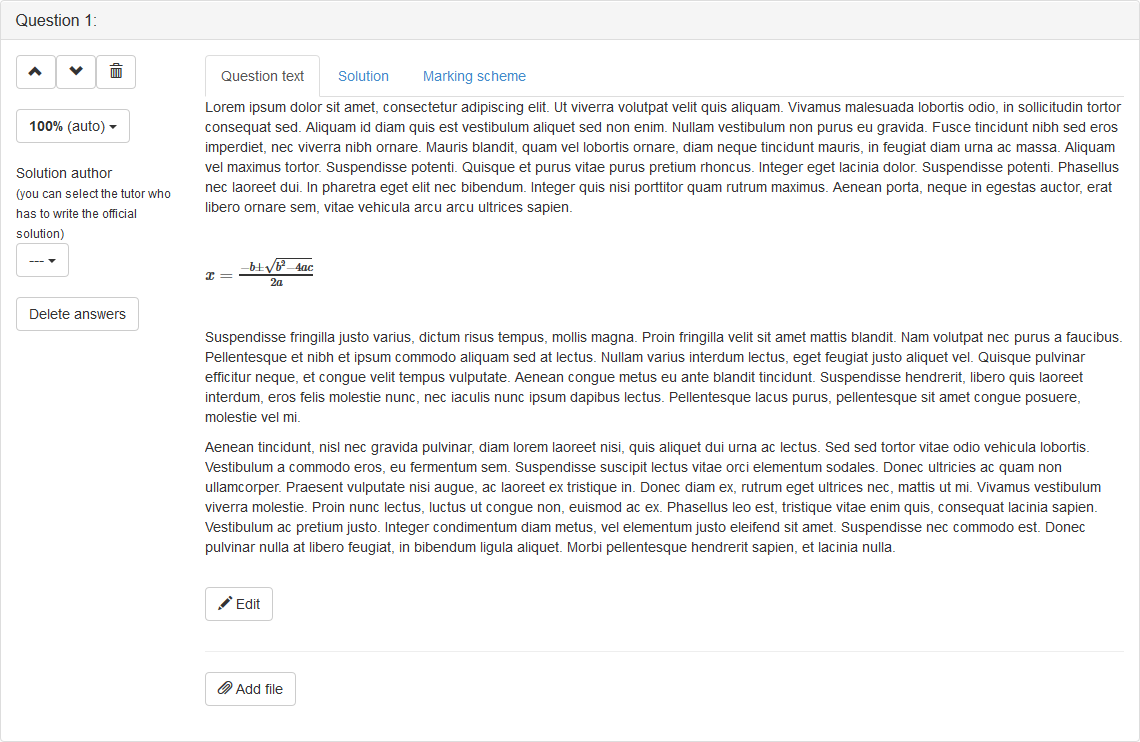 Question 1:
100% (auto)
Solution author
(you can select the tutor who
has to write the official
solution)
---
Delete answers
Question text
Solution
Marking scheme
Lorem ipsum dolor sit amet, consectetur adipiscing elit. Ut viverra volutpat velit quis aliquam. Vivamus malesuada lobortis odio, in sollicitudin tortor
consequat sed. Aliquam id diam quis est vestibulum aliquet sed non enim. Nullam vestibulum non purus eu gravida. Fusce tincidunt nibh sed eros
imperdiet, nec viverra nibh ornare. Mauris blandit, quam vel lobortis ornare, diam neque tincidunt mauris, in feugiat diam urna ac massa. Aliquam
vel maximus tortor. Suspendisse potenti. Quisque et purus vitae purus pretium rhoncus. Integer eget lacinia dolor. Suspendisse potenti. Phasellus
nec laoreet dui. In pharetra eget elit nec bibendum. Integer quis nisi porttitor quam rutrum maximus. Aenean porta, neque in egestas auctor, erat
libero ornare sem, vitae vehicula arcu arcu ultrices sapien.
x = (−b±√(b²−4ac))/(2a)
Suspendisse fringilla justo varius, dictum risus tempus, mollis magna. Proin fringilla velit sit amet mattis blandit. Nam volutpat nec purus a faucibus.
Pellentesque et nibh et ipsum commodo aliquam sed at lectus. Nullam varius interdum lectus, eget feugiat justo aliquet vel. Quisque pulvinar
efficitur neque, et congue velit tempus vulputate. Aenean congue metus eu ante blandit tincidunt. Suspendisse hendrerit, libero quis laoreet
interdum, eros felis molestie nunc, nec iaculis nunc ipsum dapibus lectus. Pellentesque lacus purus, pellentesque sit amet congue posuere,
molestie vel mi.
Aenean tincidunt, nisl nec gravida pulvinar, diam lorem laoreet nisi, quis aliquet dui urna ac lectus. Sed sed tortor vitae odio vehicula lobortis.
Vestibulum a commodo eros, eu fermentum sem. Suspendisse suscipit lectus vitae orci elementum sodales. Donec ultricies ac quam non
ullamcorper. Praesent vulputate nisi augue, ac laoreet ex tristique in. Donec diam ex, rutrum eget ultrices nec, mattis ut mi. Vivamus vestibulum
viverra molestie. Proin nunc lectus, luctus ut congue non, euismod ac ex. Phasellus leo est, tristique vitae enim quis, consequat lacinia sapien.
Vestibulum ac pretium justo. Integer condimentum diam metus, vel elementum justo eleifend sit amet. Suspendisse nec commodo est. Donec
pulvinar nulla at libero feugiat, in bibendum ligula aliquet. Morbi pellentesque hendrerit sapien, et lacinia nulla.
Edit
Add file